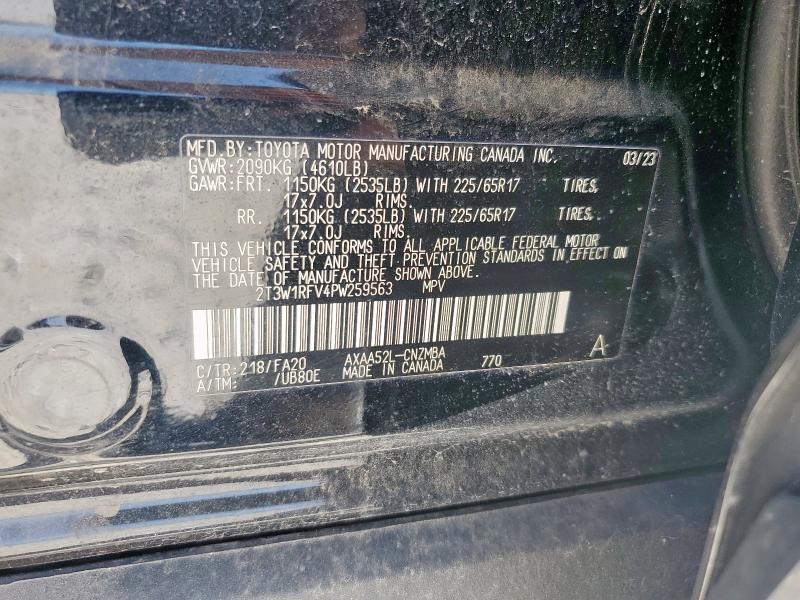 MFD. BY: TOYOTA MOTOR MANUFACTURING CANADA INC. 03/23
GVWR: 2090KG (4610LB)
GAWR: FRT. 1150KG (2535LB) WITH 225/65R17 TIRES,
17x7.0J RIMS.
RR. 1150KG (2535LB) WITH 225/65R17 TIRES,
17x7.0J RIMS.
THIS VEHICLE CONFORMS TO ALL APPLICABLE FEDERAL MOTOR
VEHICLE SAFETY AND THEFT PREVENTION STANDARDS IN EFFECT ON
THE DATE OF MANUFACTURE SHOWN ABOVE.
2T3W1RFV4PW259563 MPV
C/TR: 218/FA20 AXAA52L-CNZMBA 770 A
A/TM: /UB80E MADE IN CANADA